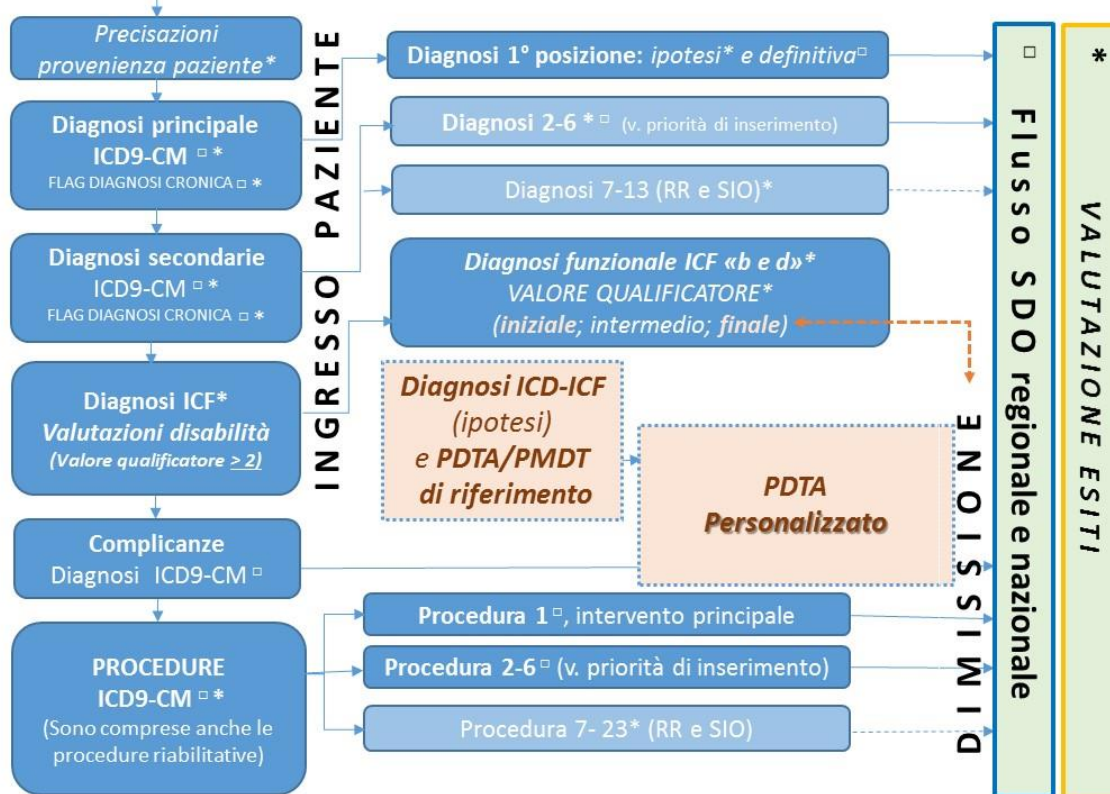 Precisazioni
provenienza paziente*
Diagnosi principale
ICD9-CM □ *
FLAG DIAGNOSI CRONICA □ *
Diagnosi secondarie
ICD9-CM □ *
FLAG DIAGNOSI CRONICA □ *
Diagnosi ICF*
Valutazioni disabilità
(Valore qualificatore > 2)
Complicanze
Diagnosi ICD9-CM □
PROCEDURE
ICD9-CM □ *
(Sono comprese anche le
procedure riabilitative)
INGRESSO PAZIENTE
Diagnosi 1° posizione: ipotesi* e definitiva□
Diagnosi 2-6 * □ (v. priorità di inserimento)
Diagnosi 7-13 (RR e SIO)*
Diagnosi funzionale ICF «b e d»*
VALORE QUALIFICATORE*
(iniziale; intermedio; finale)
Diagnosi ICD-ICF
(ipotesi)
e PDTA/PMDT
di riferimento
PDTA
Personalizzato
Procedura 1 □, intervento principale
Procedura 2-6 □ (v. priorità di inserimento)
Procedura 7- 23* (RR e SIO)
DIMISSIONE
□ Flusso SDO regionale e nazionale
* VALUTAZIONE ESITI